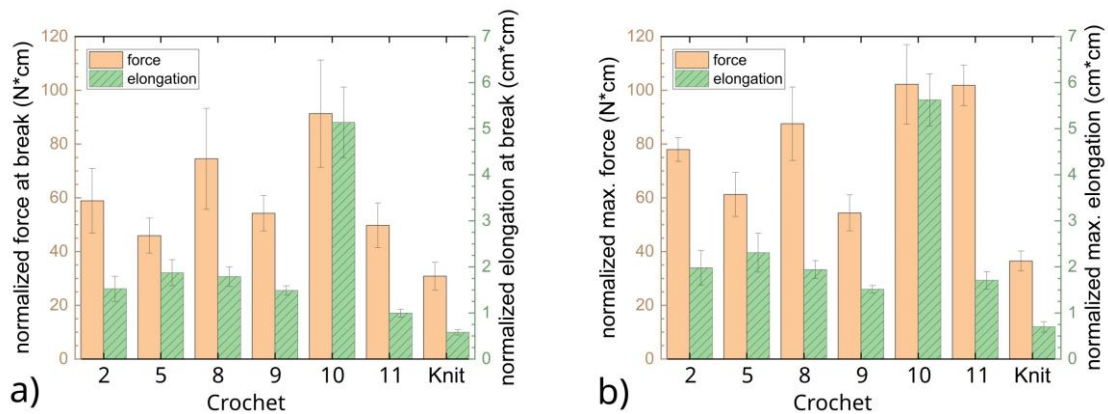 normalized force at break (N*cm)
120
100
80
60
40
20
0
force
elongation
7
6
5
4
3
2
1
0
normalized elongation at break (cm*cm)
2 5 8 9 10 11 Knit
Crochet
a)
normalized max. force (N*cm)
120
100
80
60
40
20
0
force
elongation
7
6
5
4
3
2
1
0
normalized max. elongation (cm*cm)
2 5 8 9 10 11 Knit
Crochet
b)